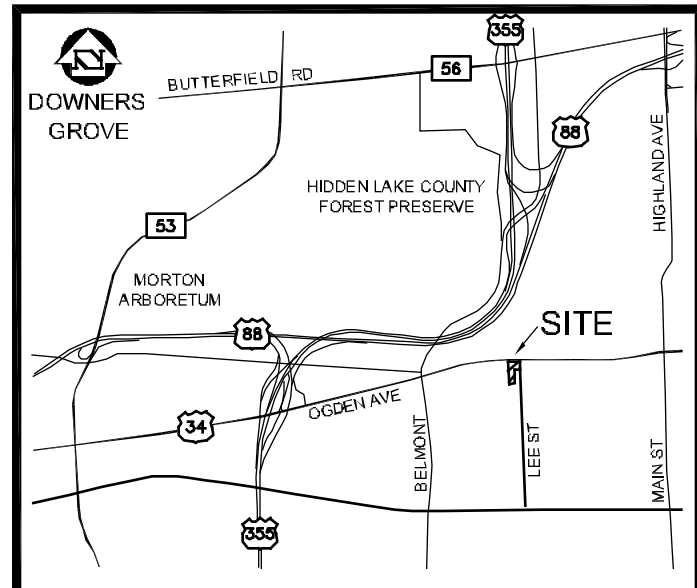 355
BUTTERFIELD RD
56
DOWNERS
GROVE
88
HIGHLAND AVE
HIDDEN LAKE COUNTY
FOREST PRESERVE
53
MORTON
ARBORETUM
88
SITE
OGDEN AVE
34
BELMONT
LEE ST
MAIN ST
355